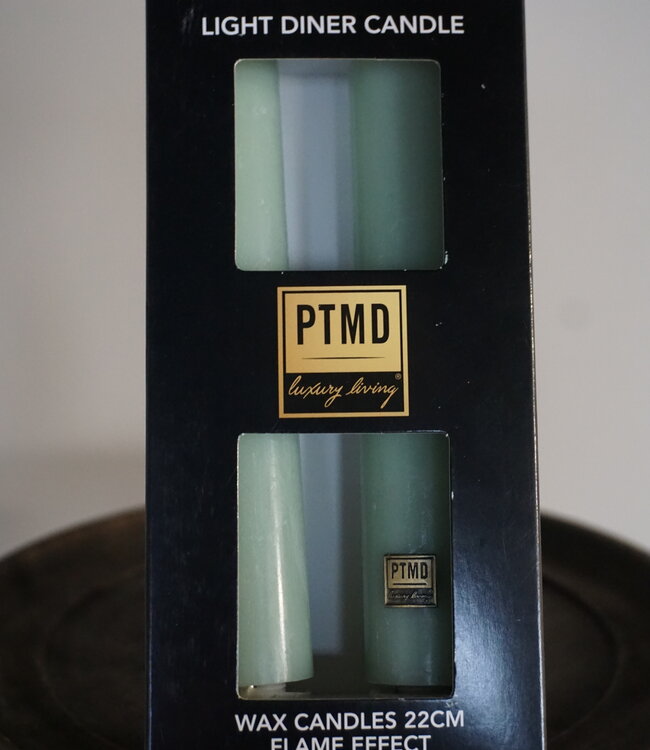 LIGHT DINER CANDLE
PTMD
luxury living®
PTMD
luxury living
WAX CANDLES 22CM
FLAME EFFECT